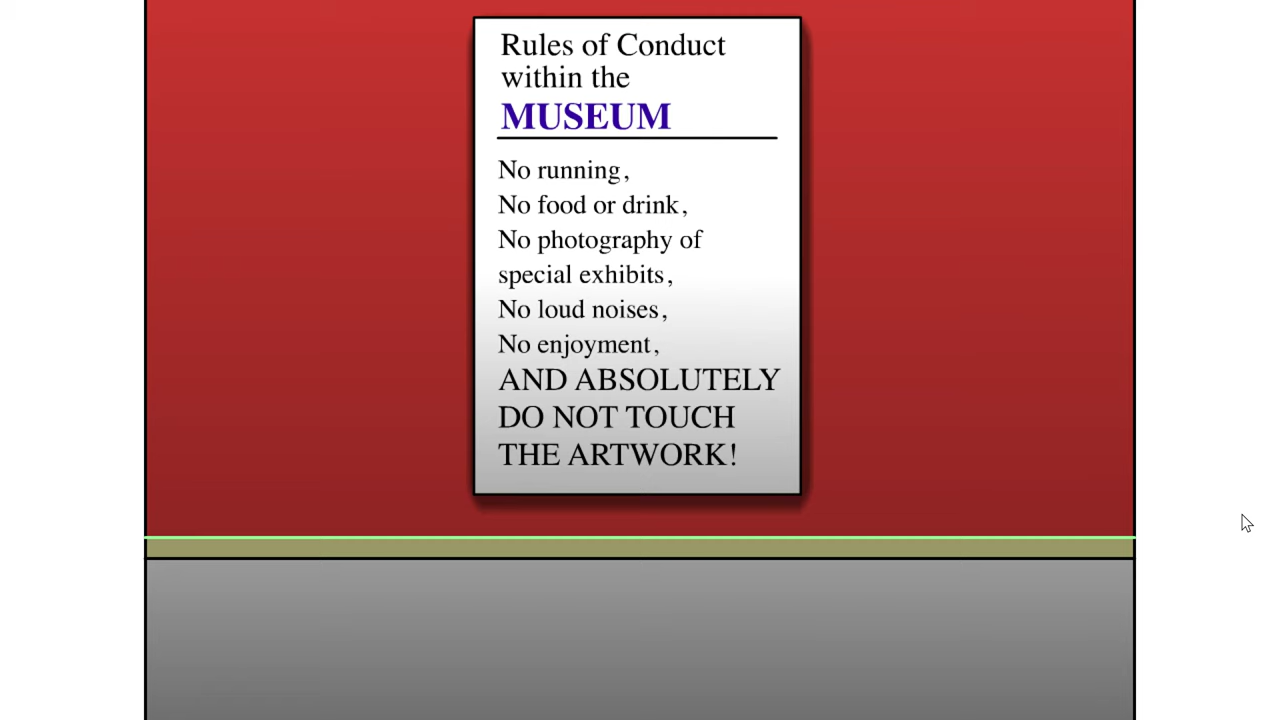 Rules of Conduct
within the
MUSEUM
No running,
No food or drink,
No photography of
special exhibits,
No loud noises,
No enjoyment,
AND ABSOLUTELY
DO NOT TOUCH
THE ARTWORK!